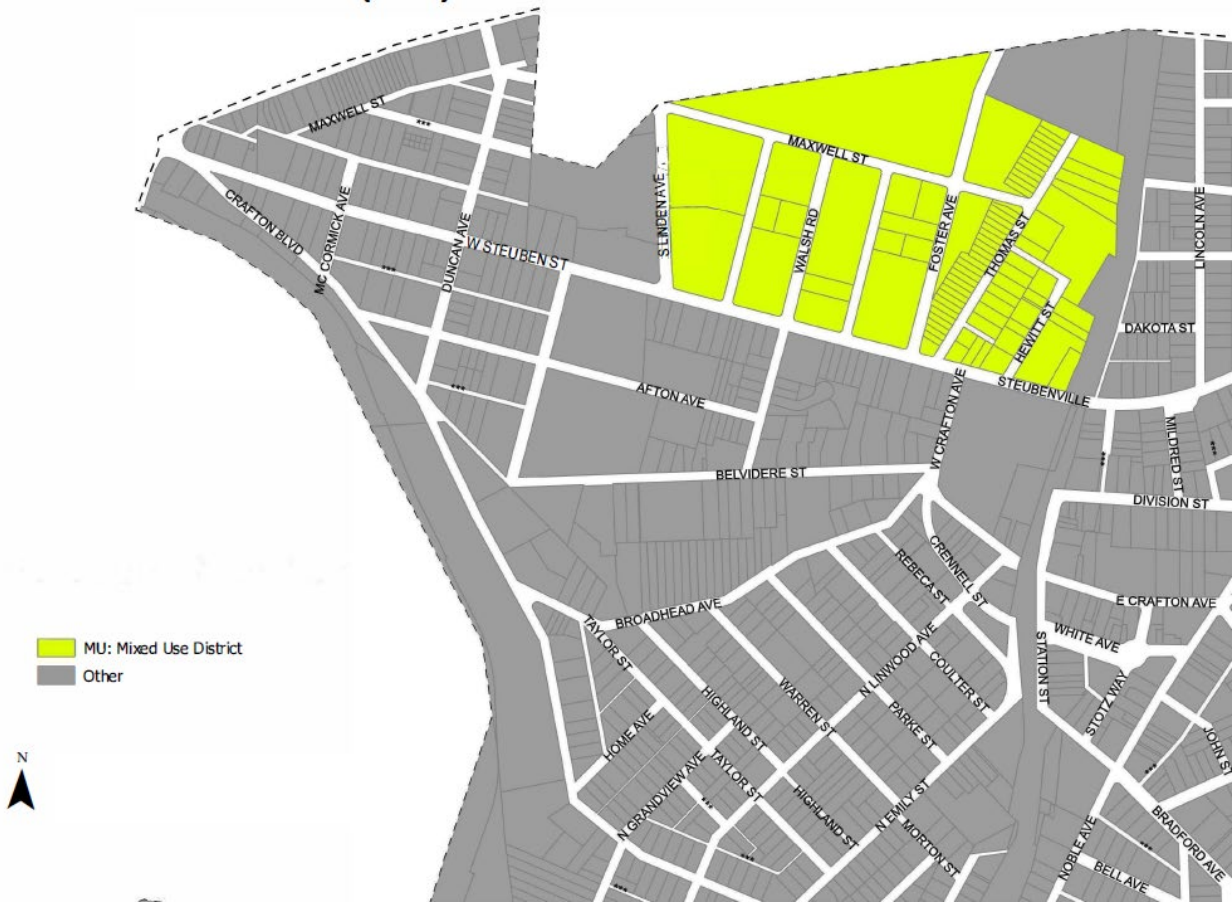 MAXWELL ST
***
CRAFTON BLVD
MC CORMICK AVE
DUNCAN AVE
W STEUBEN ST
***
***
S LINDEN AVE
MAXWELL ST
WALSH RD
FOSTER AVE
THOMAS ST
HEWITT ST
LINCOLN AVE
DAKOTA ST
STEUBENVILLE
AFTON AVE
W CRAFTON AVE
MILDRED ST
***
***
BELVIDERE ST
DIVISION ST
CRENNELL ST
REBECA ST
E CRAFTON AVE
BROADHEAD AVE
TAYLOR ST
WHITE AVE
STATION ST
N LINWOOD AVE
COULTER ST
MU: Mixed Use District
Other
HIGHLAND ST
WARREN ST
PARKE ST
STOTZ WAY
HOME AVE
JOHN ST
N
N GRANDVIEW AVE
TAYLOR ST
***
HIGHLAND ST
N EMILY ST
MORTON ST
***
BRADFORD AVE
NOBLE AVE
***
BELL AVE
***
***